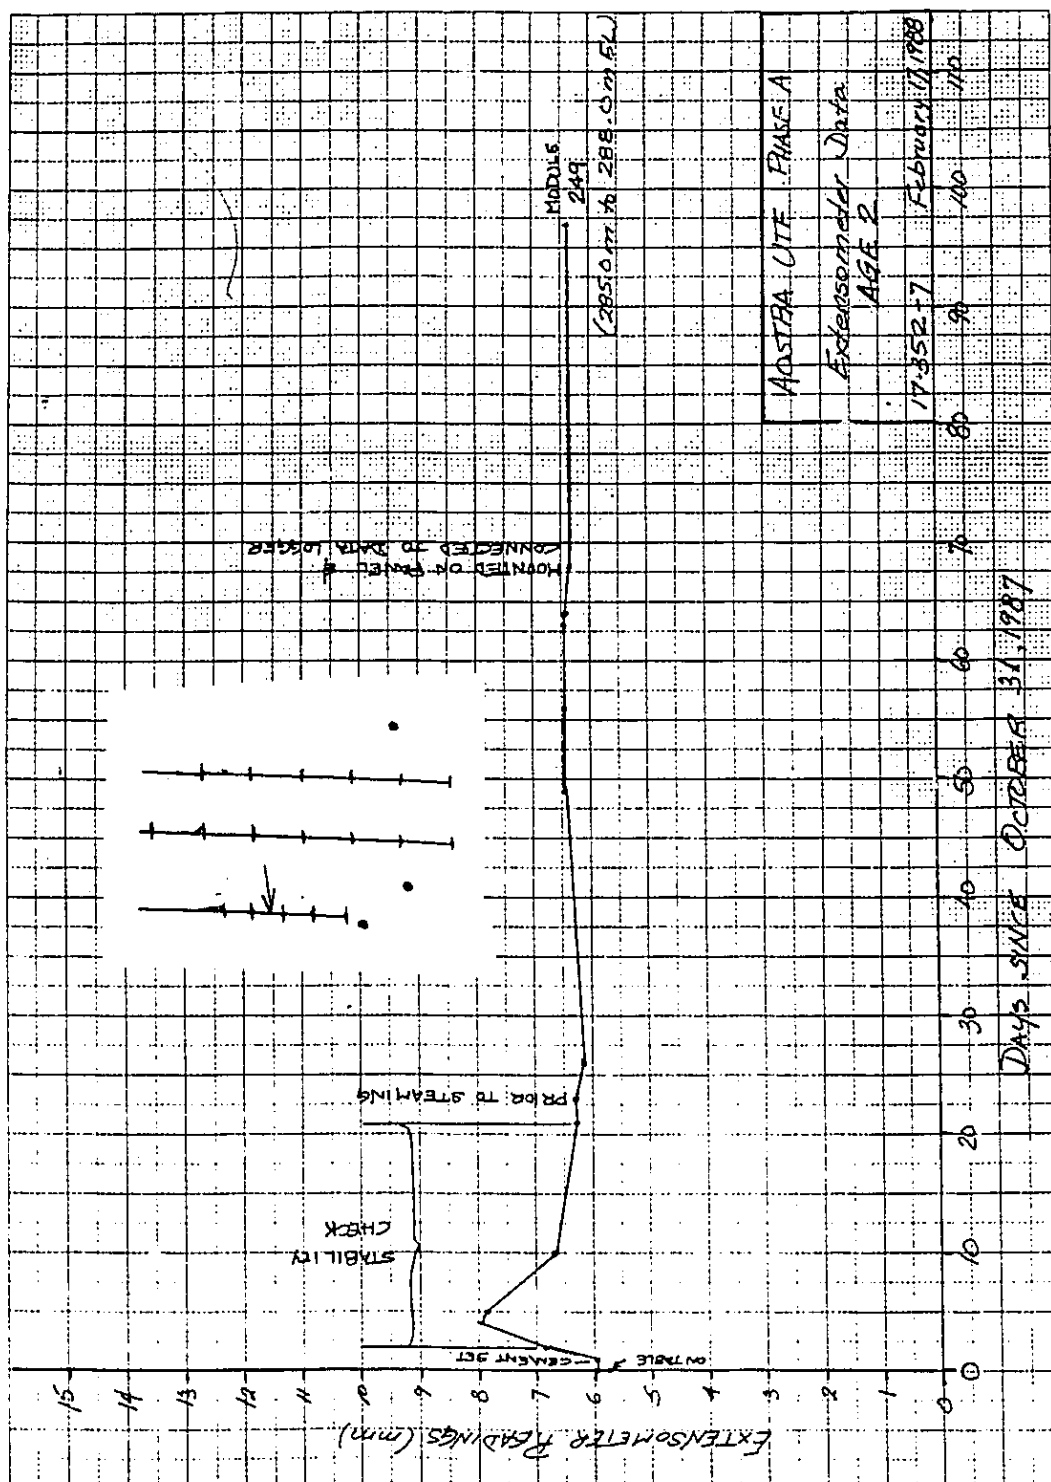 EXTENSOMETER READINGS (mm)
15
14
13
12
11
10
9
8
7
6
5
4
3
2
1
0
ON TABLE
CEMENT SET
STABILITY
CHECK
PRIOR TO STEAMING
MOUNTED ON PANEL &
CONNECTED TO DATA LOGGER
MODULE
249
(285.0 m to 288.0 m EL)
AOSTRA UTF PHASE A
Extensometer Data
AGE 2
17-352-7 February 17, 1988
0 10 20 30 40 50 60 70 80 90 100 110
DAYS SINCE OCTOBER 31, 1987